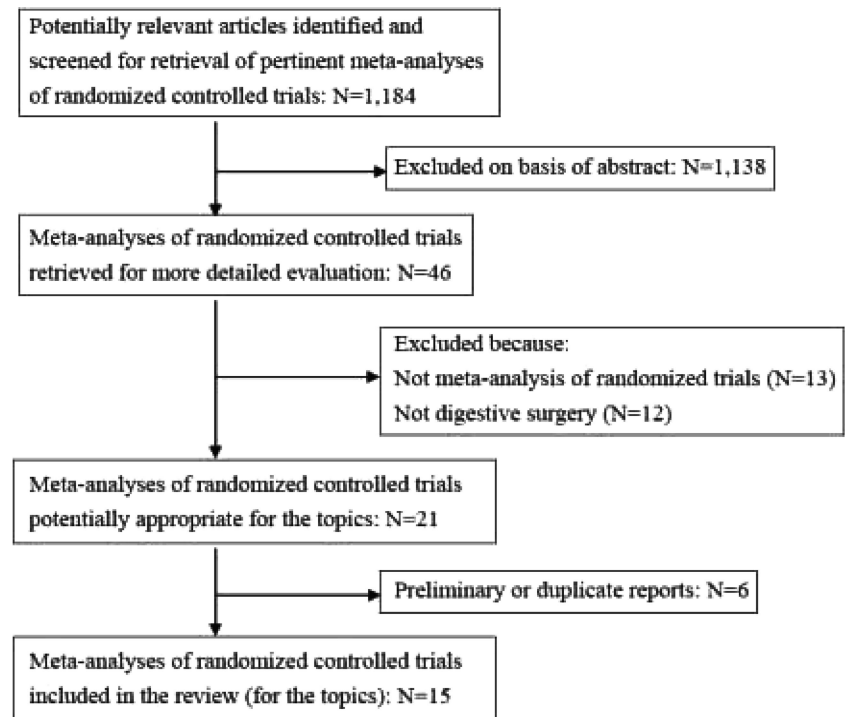 Potentially relevant articles identified and
screened for retrieval of pertinent meta-analyses
of randomized controlled trials: N=1,184
Excluded on basis of abstract: N=1,138
Meta-analyses of randomized controlled trials
retrieved for more detailed evaluation: N=46
Excluded because:
Not meta-analysis of randomized trials (N=13)
Not digestive surgery (N=12)
Meta-analyses of randomized controlled trials
potentially appropriate for the topics: N=21
Preliminary or duplicate reports: N=6
Meta-analyses of randomized controlled trials
included in the review (for the topics): N=15